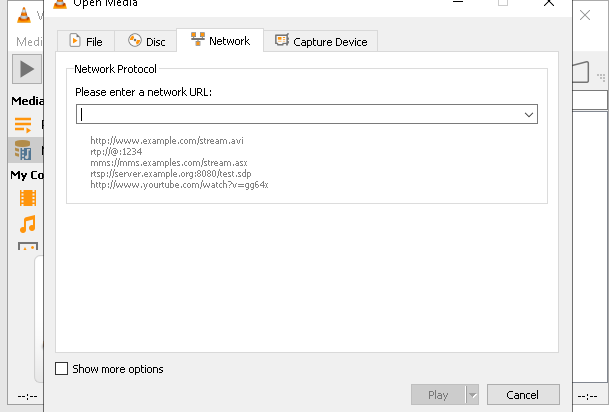 Open Media
Medi
File
Disc
Network
Capture Device
Network Protocol
Please enter a network URL:
http://www.example.com/stream.avi
rtp://@:1234
mms://mms.examples.com/stream.asx
rtsp://server.example.org:8080/test.sdp
http://www.yourtube.com/watch?v=gg64x
Media
My Co
Show more options
Play
Cancel
--:--
--:--